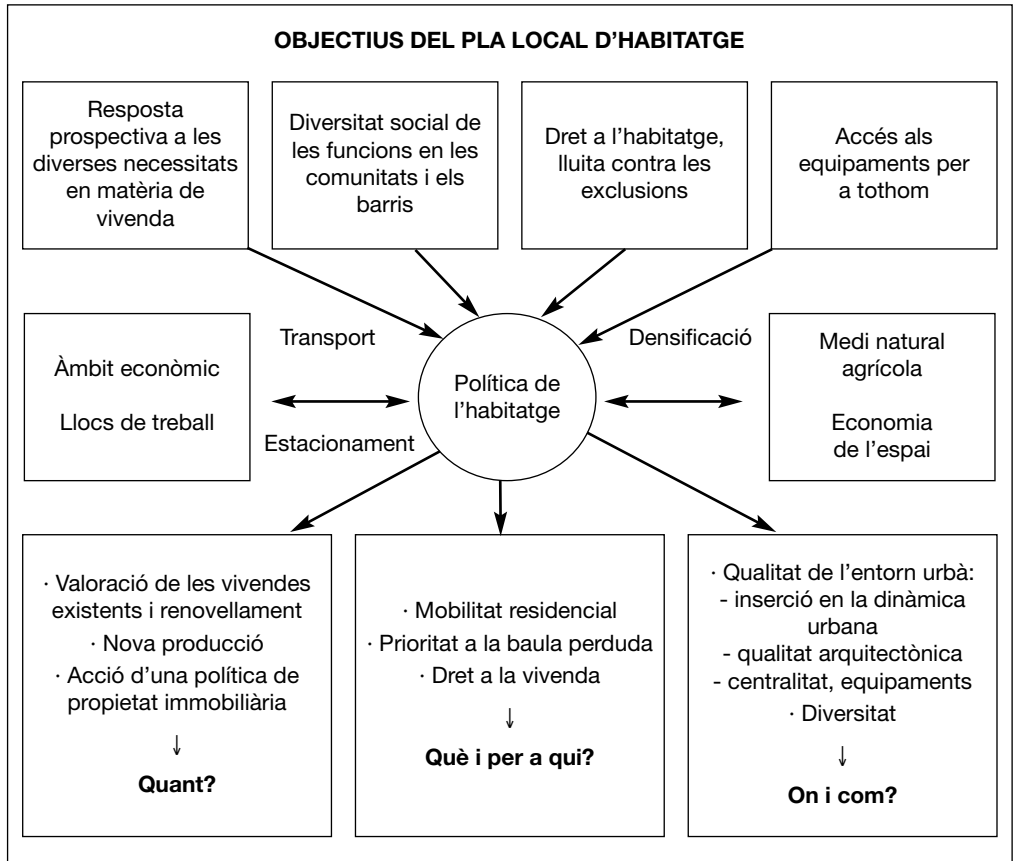 OBJECTIUS DEL PLA LOCAL D’HABITATGE
Resposta
prospectiva a les
diverses necessitats
en matèria de
vivenda
Diversitat social de
les funcions en les
comunitats i els
barris
Dret a l’habitatge,
lluita contra les
exclusions
Accés als
equipaments per
a tothom
Àmbit econòmic
Llocs de treball
Transport
Estacionament
Política de
l’habitatge
Densificació
Medi natural
agrícola
Economia
de l’espai
· Valoració de les vivendes
existents i renovellament
· Nova producció
· Acció d’una política de
propietat immobiliària
↓
Quant?
· Mobilitat residencial
· Prioritat a la baula perduda
· Dret a la vivenda
↓
Què i per a qui?
· Qualitat de l’entorn urbà:
- inserció en la dinàmica
urbana
- qualitat arquitectònica
- centralitat, equipaments
· Diversitat
↓
On i com?